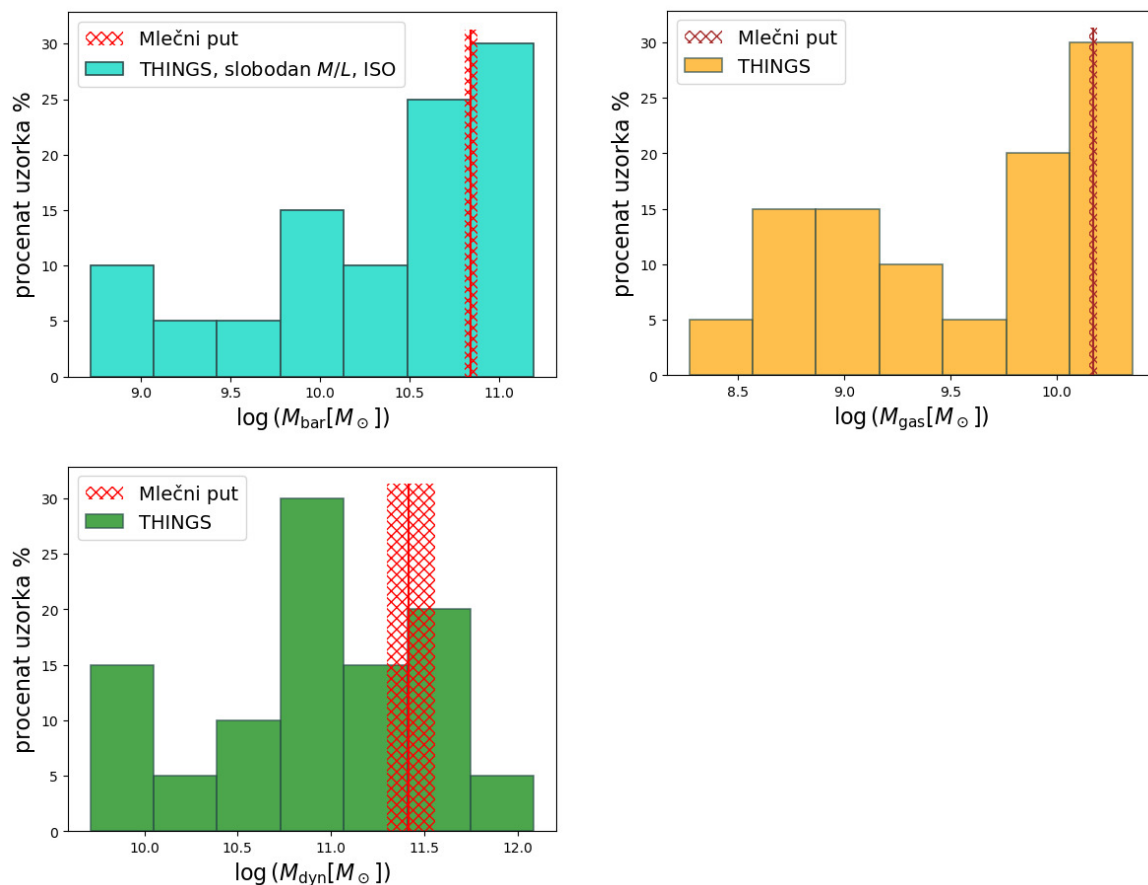 Mlečni put
THINGS, slobodan M/L, ISO
procenat uzorka %
30
25
20
15
10
5
0
9.0 9.5 10.0 10.5 11.0
log (M_bar[M_⊙])
Mlečni put
THINGS
procenat uzorka %
30
25
20
15
10
5
0
8.5 9.0 9.5 10.0
log (M_gas[M_⊙])
Mlečni put
THINGS
procenat uzorka %
30
25
20
15
10
5
0
10.0 10.5 11.0 11.5 12.0
log (M_dyn[M_⊙])